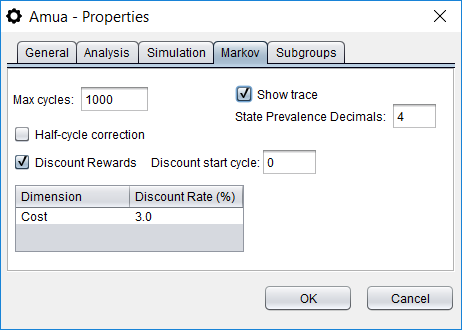 Amua - Properties
General Analysis Simulation Markov Subgroups
Max cycles: 1000
Show trace
State Prevalence Decimals: 4
Half-cycle correction
Discount Rewards Discount start cycle: 0
Dimension Discount Rate (%)
Cost 3.0
OK Cancel